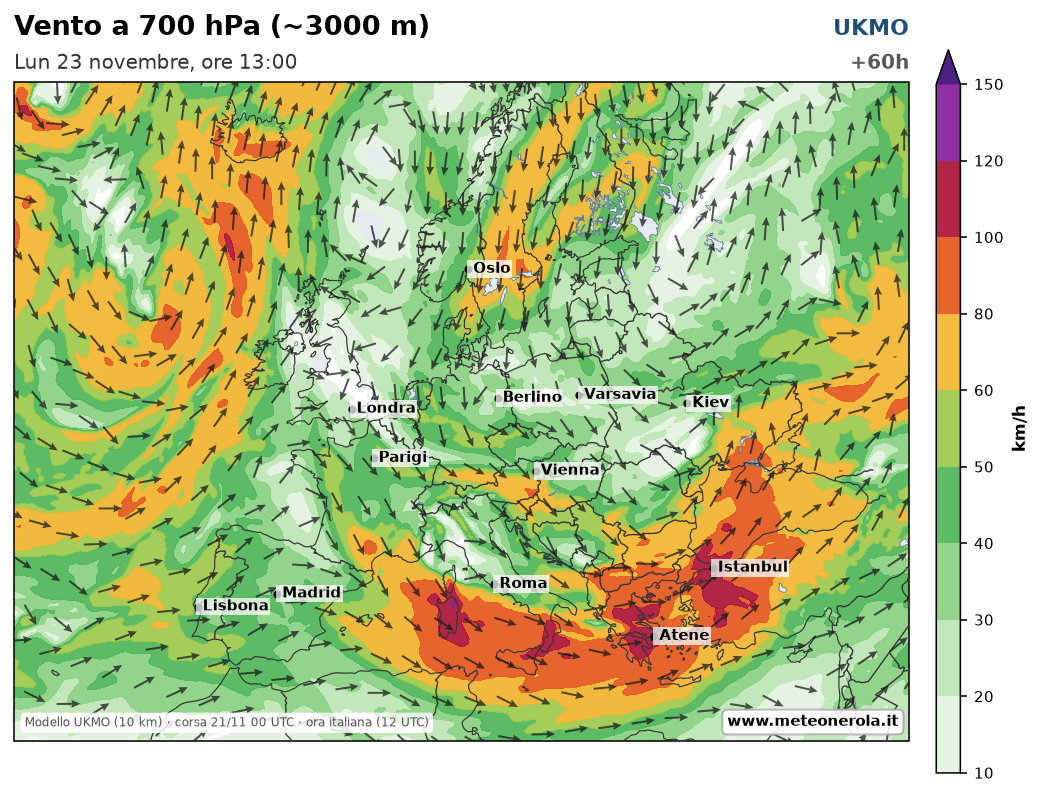 Vento a 700 hPa (~3000 m)
UKMO
Lun 23 novembre, ore 13:00
+60h
150
120
100
80
60
50
40
30
20
10
km/h
Oslo
Berlino
Varsavia
Kiev
Londra
Parigi
Vienna
Istanbul
Roma
Madrid
Lisbona
Atene
Modello UKMO (10 km) · corsa 21/11 00 UTC · ora italiana (12 UTC)
www.meteonerola.it